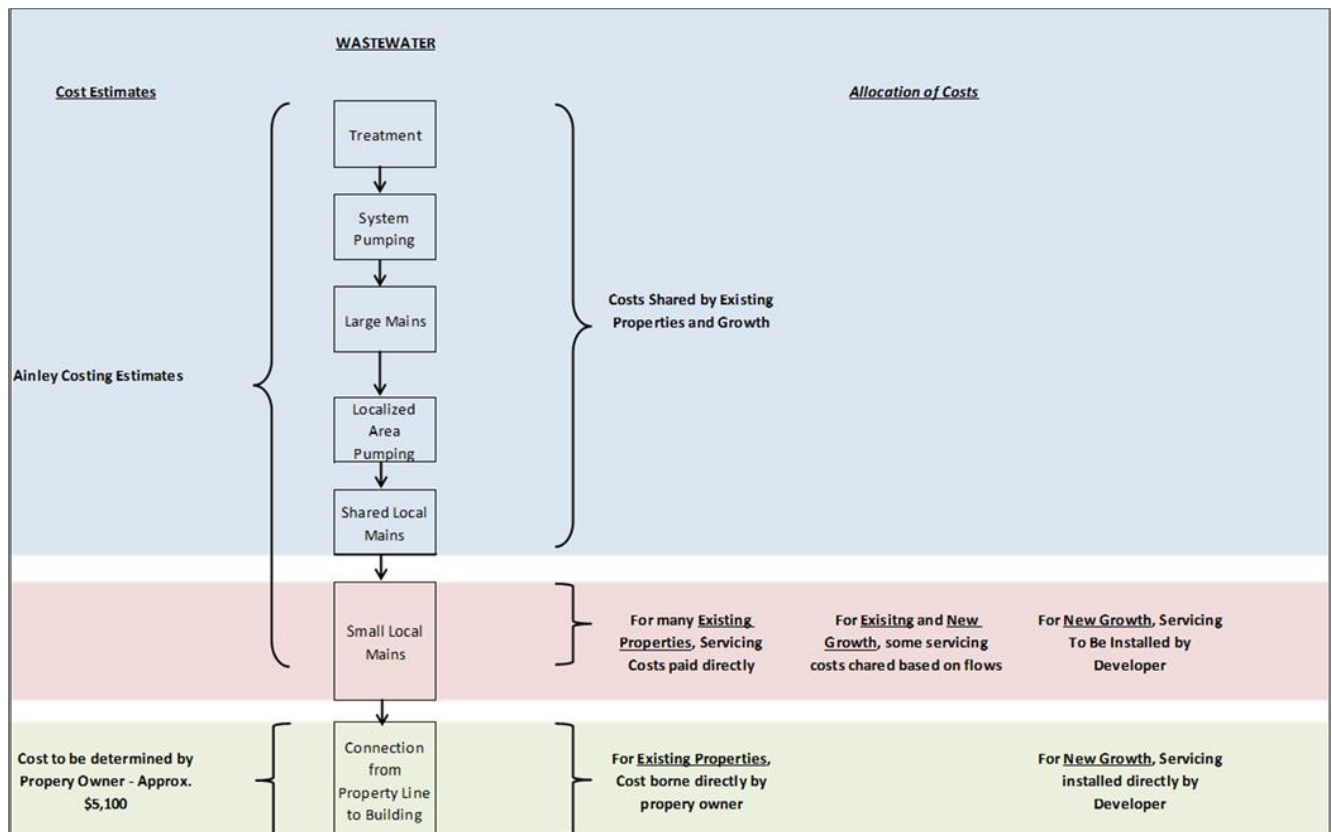 WASTEWATER
Cost Estimates
Allocation of Costs
Treatment
System
Pumping
Large Mains
Costs Shared by Existing
Properties and Growth
Ainley Costing Estimates
Localized
Area
Pumping
Shared Local
Mains
Small Local
Mains
For many Existing
Properties, Servicing
Costs paid directly
For Exisitng and New
Growth, some servicing
costs chared based on flows
For New Growth, Servicing
To Be Installed by
Developer
Cost to be determined by
Propery Owner - Approx.
$5,100
Connection
from
Property Line
to Building
For Existing Properties,
Cost borne directly by
propery owner
For New Growth, Servicing
installed directly by
Developer